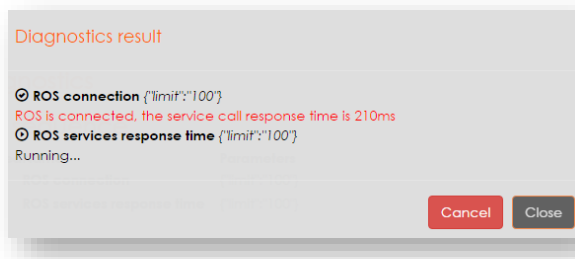 Diagnostics result
ROS connection {"limit":"100"}
ROS is connected, the service call response time is 210ms
ROS services response time {"limit":"100"}
Running...
Cancel Close